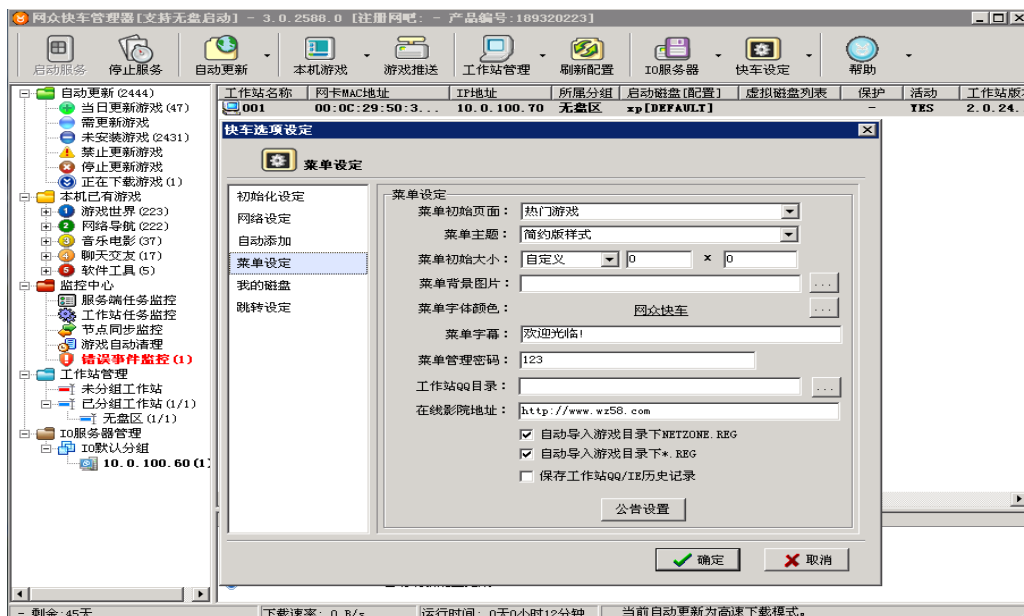 网众快车管理器[支持无盘启动] - 3.0.2588.0 [注册网吧: - 产品编号:189320223]
启动服务 停止服务 自动更新 本机游戏 游戏推送 工作站管理 刷新配置 IO服务器 快车设定 帮助
自动更新(2444)
当日更新游戏(47)
需更新游戏
未安装游戏(2431)
禁止更新游戏
停止更新游戏
正在下载游戏(1)
本机已有游戏
游戏世界(223)
网络导航(222)
音乐电影(37)
聊天交友(17)
软件工具(5)
监控中心
服务端任务监控
工作站任务监控
节点同步监控
游戏自动清理
错误事件监控(1)
工作站管理
未分组工作站
已分组工作站(1/1)
无盘区(1/1)
IO服务器管理
IO默认分组
10.0.100.60(1)
工作站名称 网卡MAC地址 IP地址 所属分组 启动磁盘[配置] 虚拟磁盘列表 保护 活动 工作站版本
001 00:0C:29:50:3... 10.0.100.70 无盘区 xp[DEFAULT] - YES 2.0.24.
快车选项设定
菜单设定
初始化设定
网络设定
自动添加
菜单设定
我的磁盘
跳转设定
菜单设定
菜单初始页面: 热门游戏
菜单主题: 简约版样式
菜单初始大小: 自定义 0 x 0
菜单背景图片: ...
菜单字体颜色: 网众快车 ...
菜单字幕: 欢迎光临!
菜单管理密码: 123
工作站QQ目录: ...
在线影院地址: http://www.wz58.com
自动导入游戏目录下NETZONE.REG
自动导入游戏目录下*.REG
保存工作站QQ/IE历史记录
公告设置
确定 取消
- 剩余:45天 下载速率: 0 B/s 运行时间: 0天0小时12分钟 当前自动更新为高速下载模式。